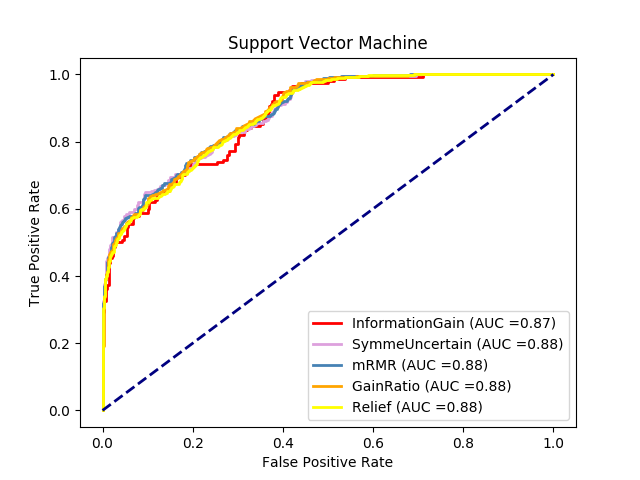 Support Vector Machine
True Positive Rate
1.0
0.8
0.6
0.4
0.2
0.0
InformationGain (AUC =0.87)
SymmeUncertain (AUC =0.88)
mRMR (AUC =0.88)
GainRatio (AUC =0.88)
Relief (AUC =0.88)
0.0 0.2 0.4 0.6 0.8 1.0
False Positive Rate